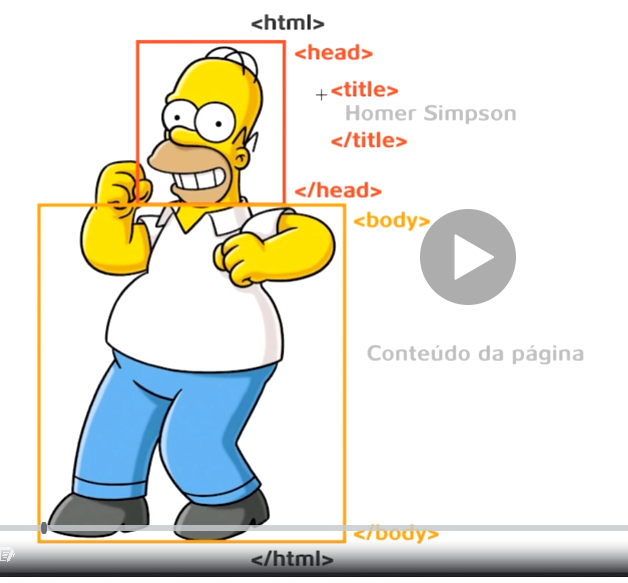 <html>
<head>
<title>
Homer Simpson
</title>
</head>
<body>
Conteúdo da página
</body>
</html>